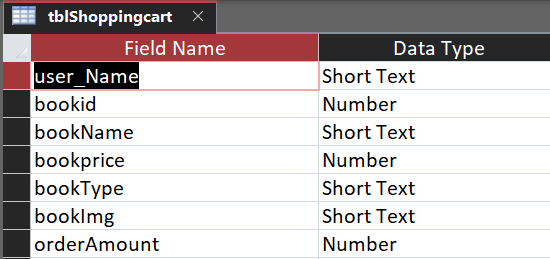 tblShoppingcart
Field Name Data Type
user_Name Short Text
bookid Number
bookName Short Text
bookprice Number
bookType Short Text
bookImg Short Text
orderAmount Number